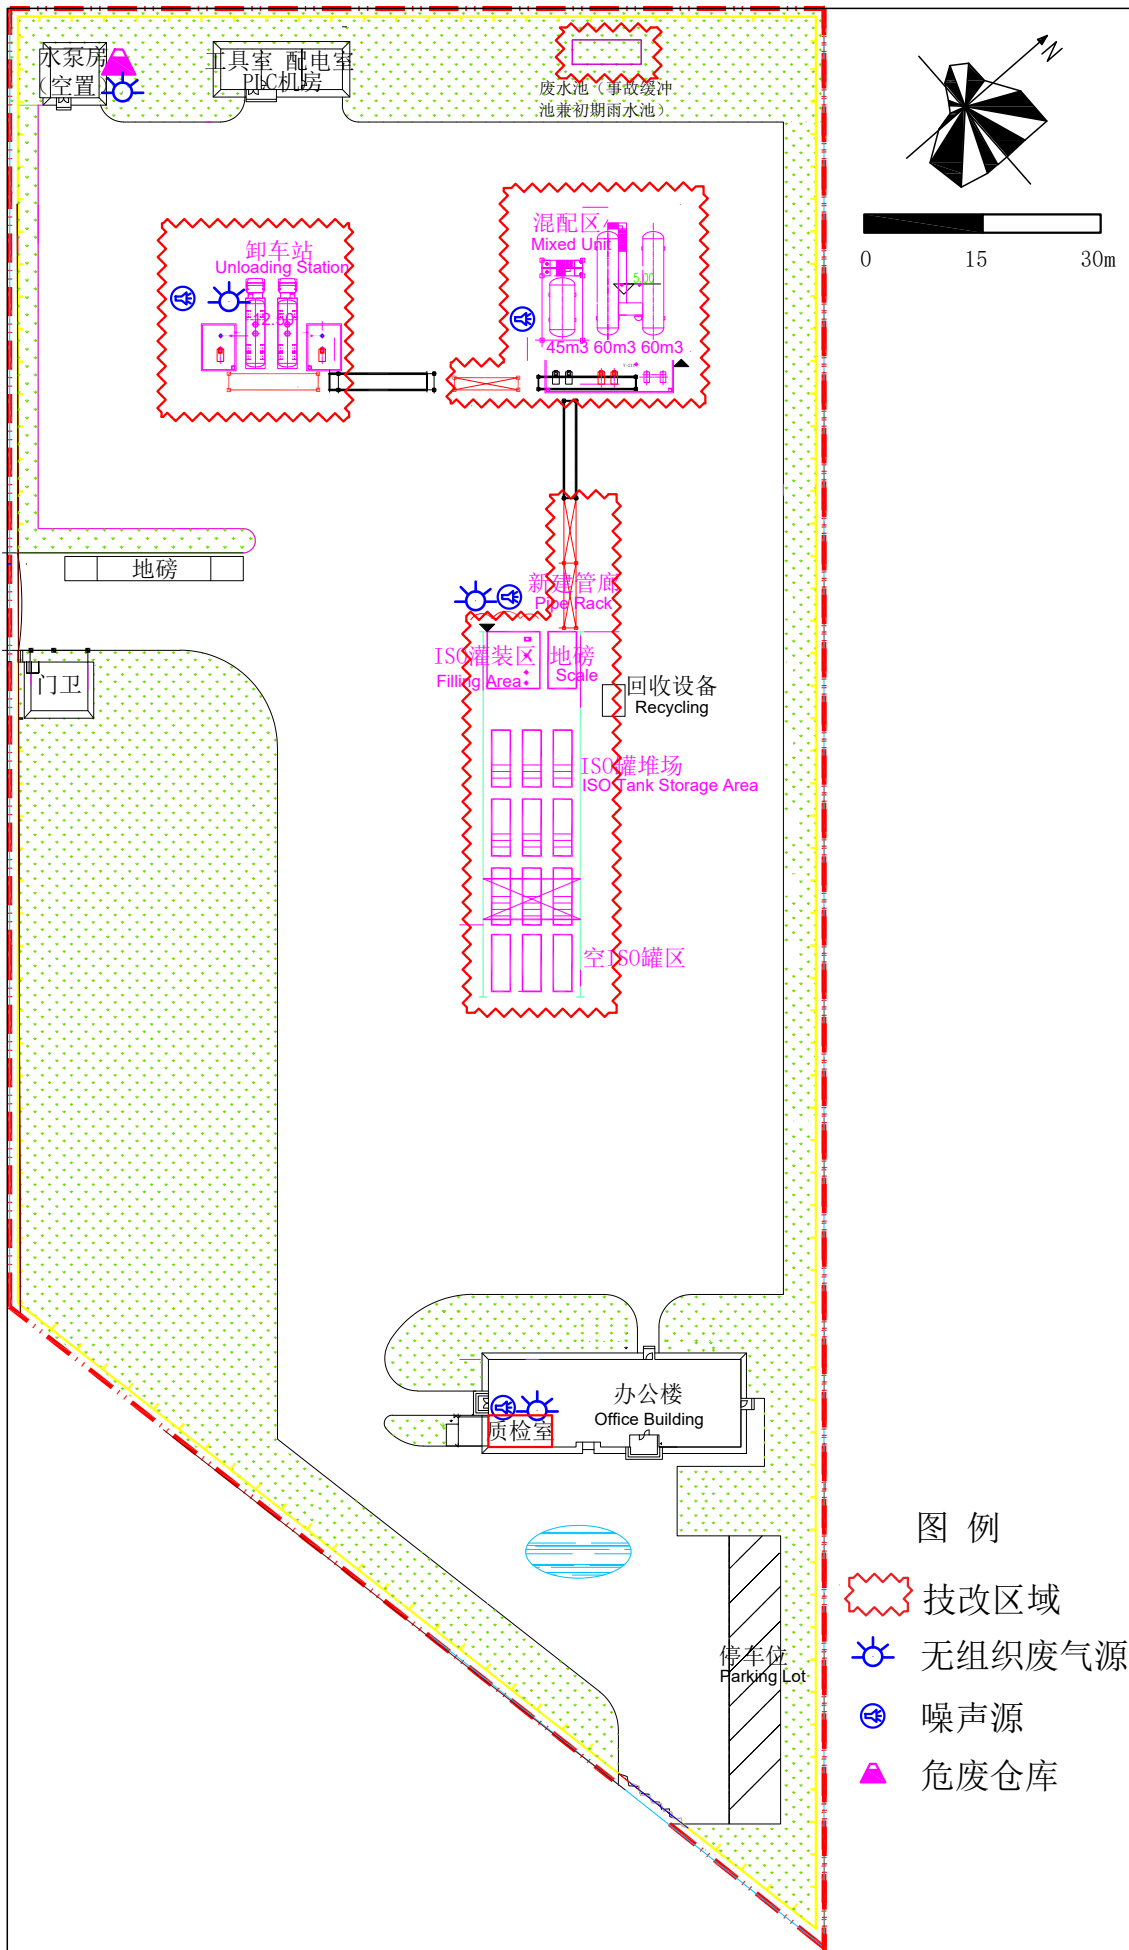 水泵房
（空置）
工具室 配电室
PLC机房
废水池（事故缓冲
池兼初期雨水池）
N
0 15 30m
卸车站
Unloading Station
12.60
混配区
Mixed Unit
5.00
45m3 60m3 60m3
地磅
新建管廊
Pipe Rack
ISO灌装区 地磅
Filling Area Scale
门卫
回收设备
Recycling
ISO罐堆场
ISO Tank Storage Area
空ISO罐区
办公楼
Office Building
质检室
停车位
Parking Lot
图 例
技改区域
无组织废气源
噪声源
危废仓库